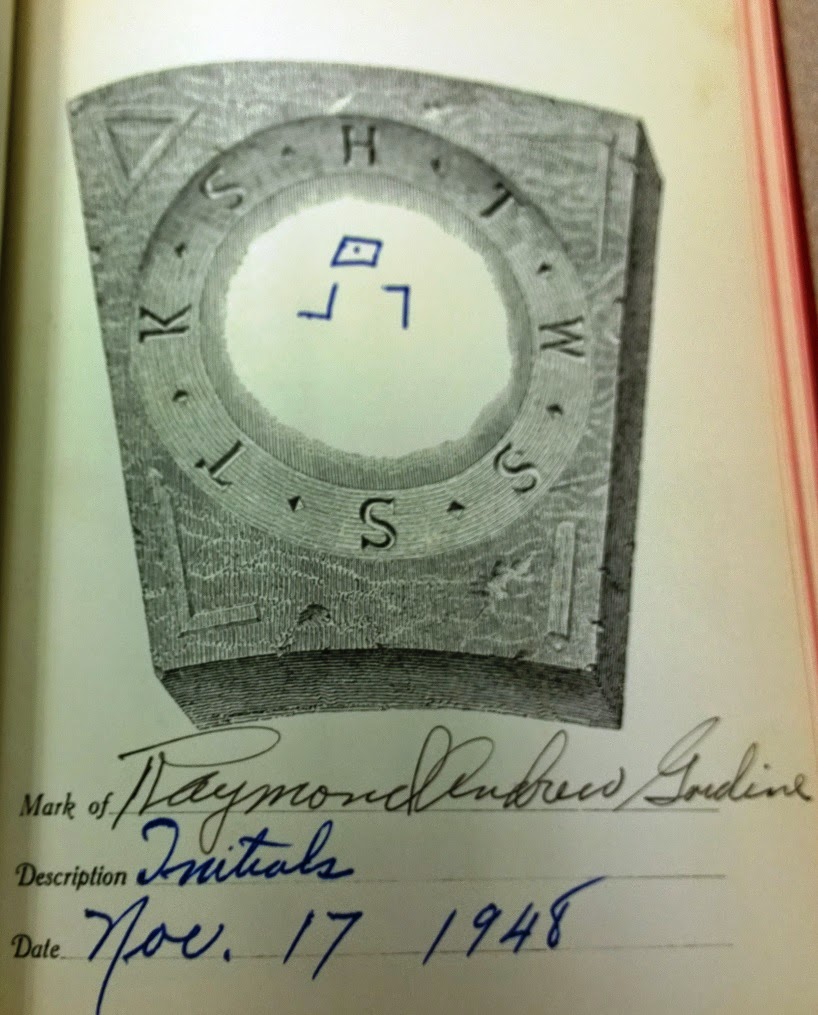 H T W S S T K S
Mark of Raymond Andrew Gordine
Description Initials
Date Nov. 17 1948